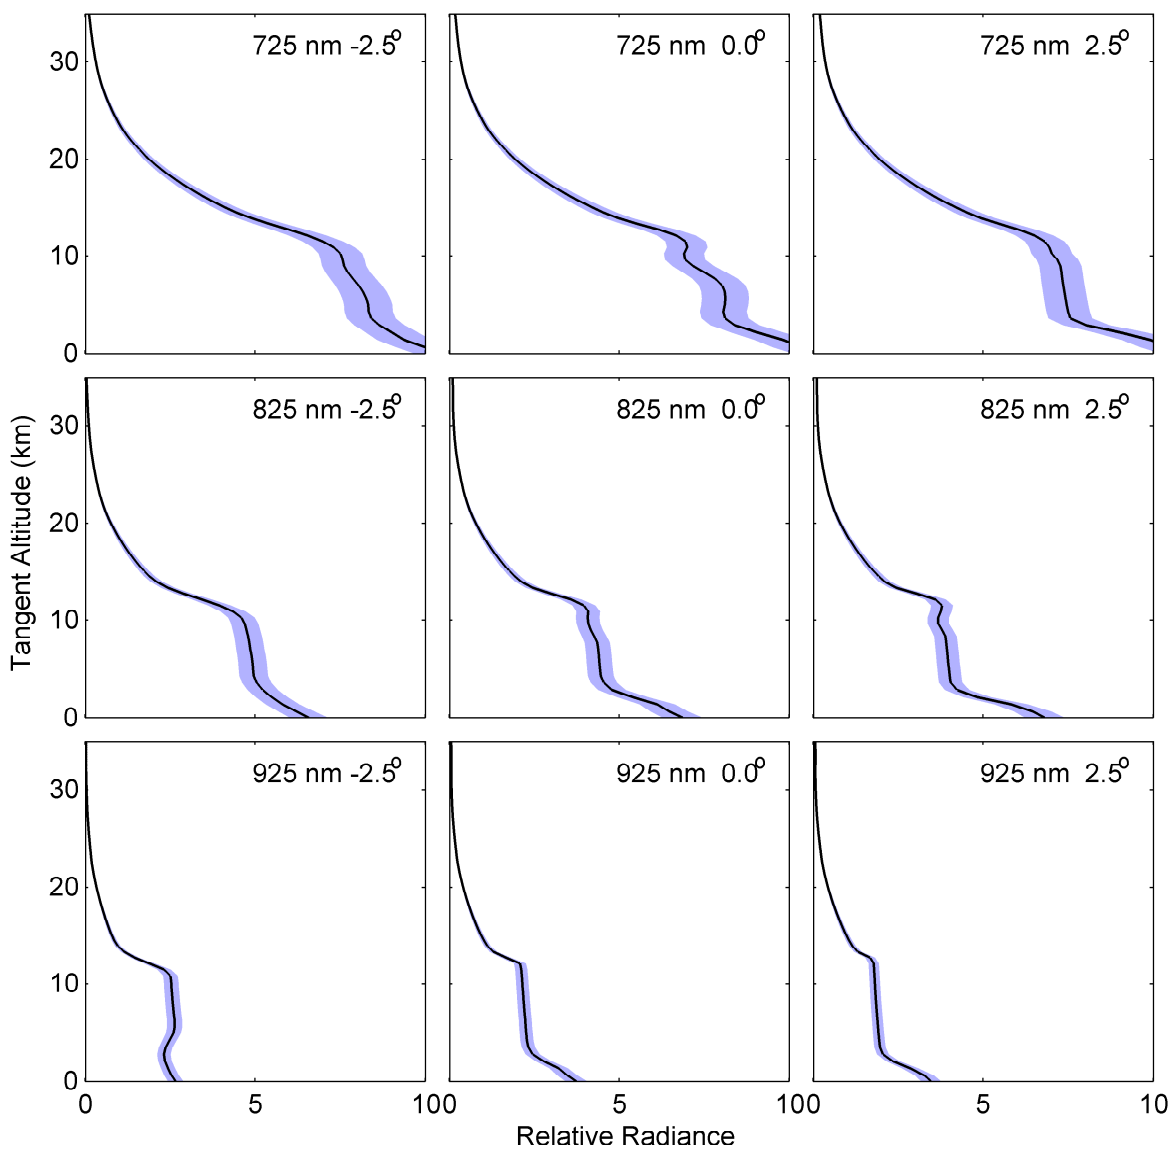 725 nm -2.5°
725 nm 0.0°
725 nm 2.5°
30
20
10
0
825 nm -2.5°
825 nm 0.0°
825 nm 2.5°
30
20
10
0
Tangent Altitude (km)
925 nm -2.5°
925 nm 0.0°
925 nm 2.5°
30
20
10
0
0 5 100 5 100 5 10
Relative Radiance